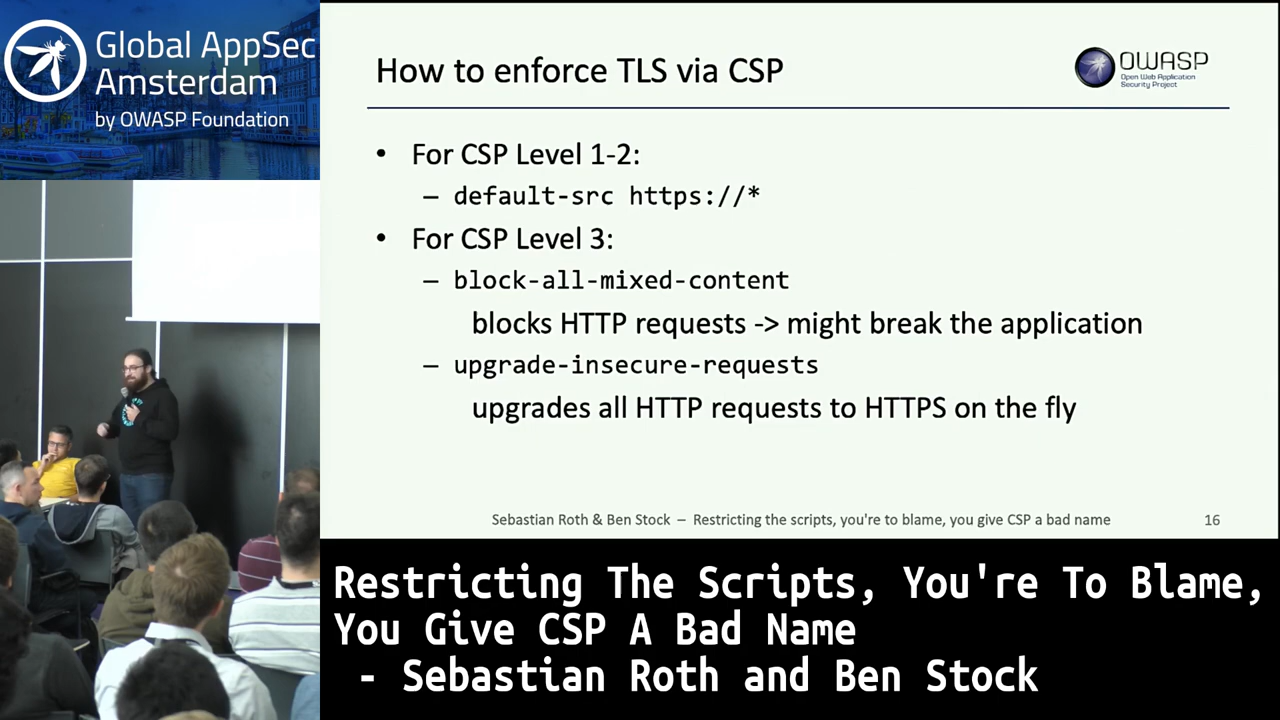 Global AppSec
Amsterdam
by OWASP Foundation
How to enforce TLS via CSP
OWASP
Open Web Application
Security Project
• For CSP Level 1-2:
– default-src https://*
• For CSP Level 3:
– block-all-mixed-content
blocks HTTP requests -> might break the application
– upgrade-insecure-requests
upgrades all HTTP requests to HTTPS on the fly
Sebastian Roth & Ben Stock – Restricting the scripts, you're to blame, you give CSP a bad name
16
Restricting The Scripts, You're To Blame,
You Give CSP A Bad Name
- Sebastian Roth and Ben Stock